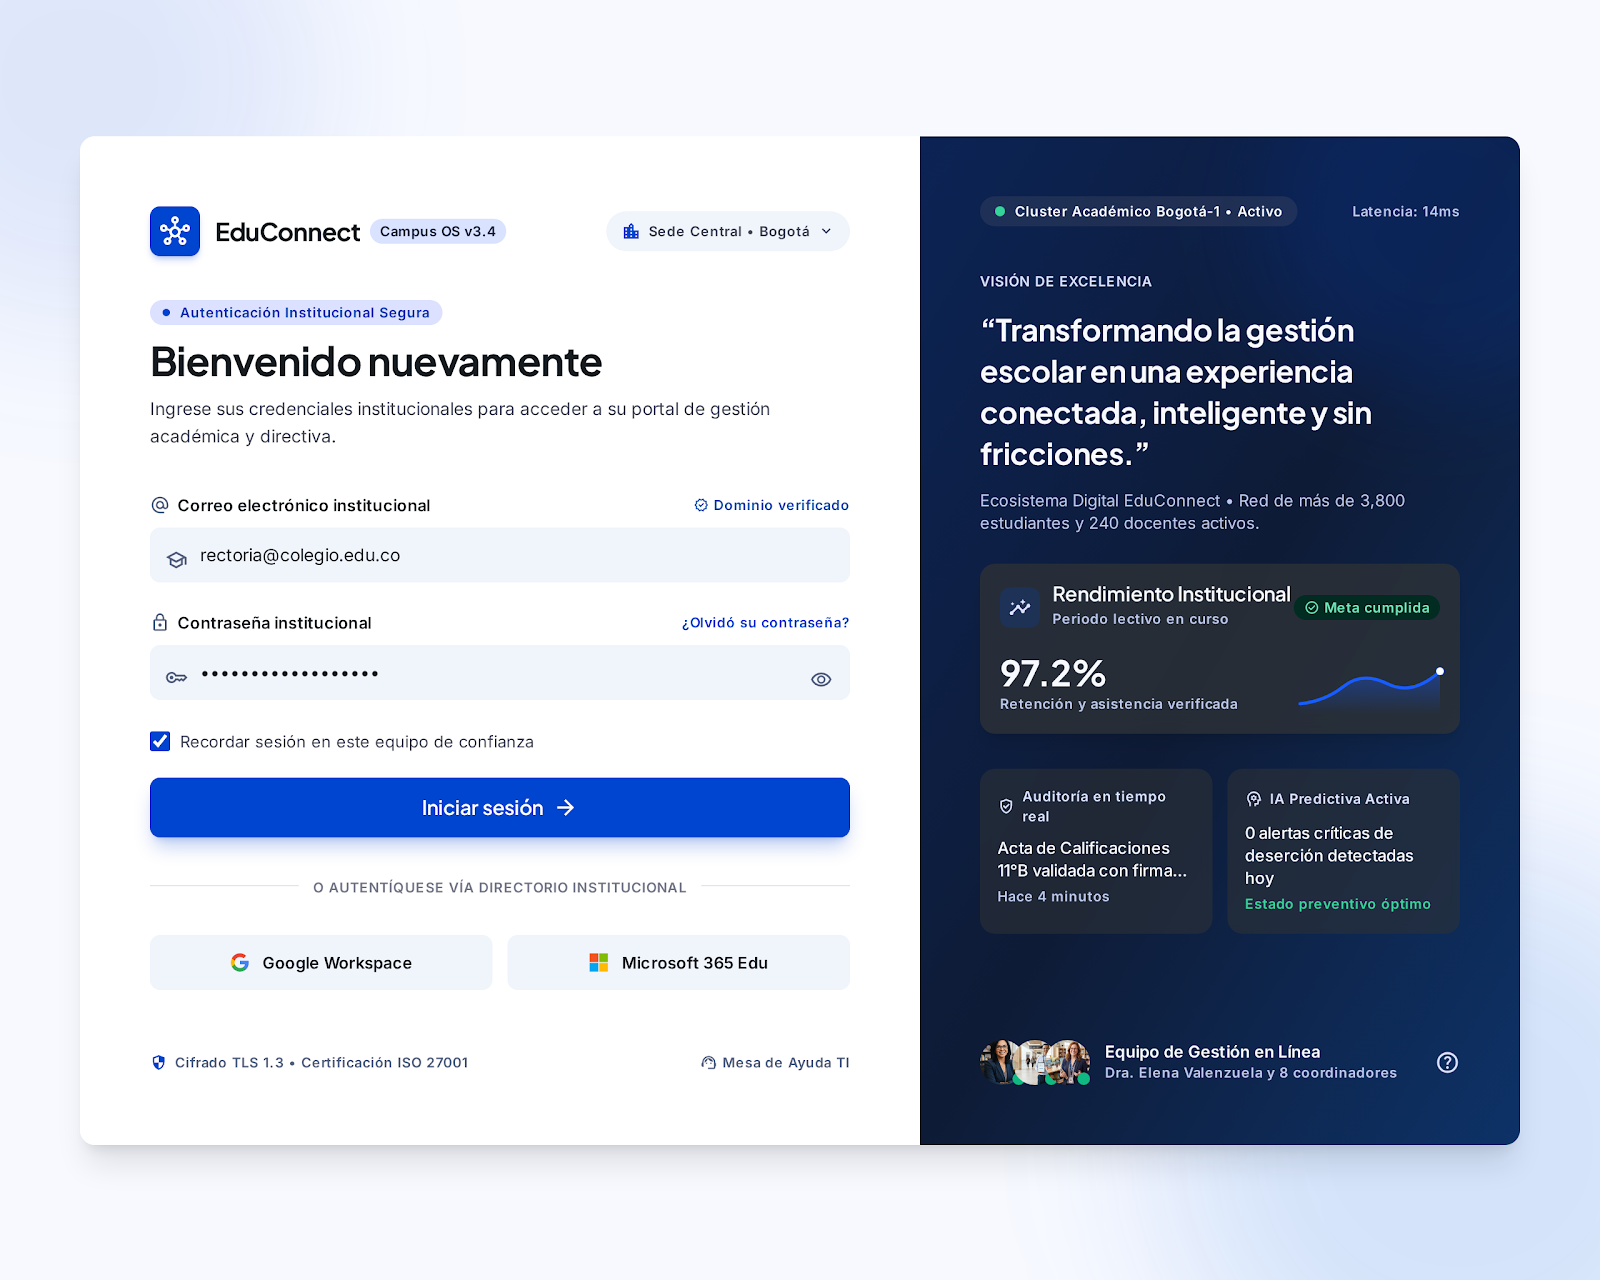 EduConnect
Campus OS v3.4
Sede Central • Bogotá
Autenticación Institucional Segura
Bienvenido nuevamente
Ingrese sus credenciales institucionales para acceder a su portal de gestión
académica y directiva.
Correo electrónico institucional
Dominio verificado
rectoria@colegio.edu.co
Contraseña institucional
¿Olvidó su contraseña?
••••••••••••••••••
Recordar sesión en este equipo de confianza
Iniciar sesión
O AUTENTÍQUESE VÍA DIRECTORIO INSTITUCIONAL
Google Workspace
Microsoft 365 Edu
Cifrado TLS 1.3 • Certificación ISO 27001
Mesa de Ayuda TI
Cluster Académico Bogotá-1 • Activo
Latencia: 14ms
VISIÓN DE EXCELENCIA
“Transformando la gestión
escolar en una experiencia
conectada, inteligente y sin
fricciones.”
Ecosistema Digital EduConnect • Red de más de 3,800
estudiantes y 240 docentes activos.
Rendimiento Institucional
Periodo lectivo en curso
Meta cumplida
97.2%
Retención y asistencia verificada
Auditoría en tiempo
real
Acta de Calificaciones
11°B validada con firma...
Hace 4 minutos
IA Predictiva Activa
0 alertas críticas de
deserción detectadas
hoy
Estado preventivo óptimo
Equipo de Gestión en Línea
Dra. Elena Valenzuela y 8 coordinadores